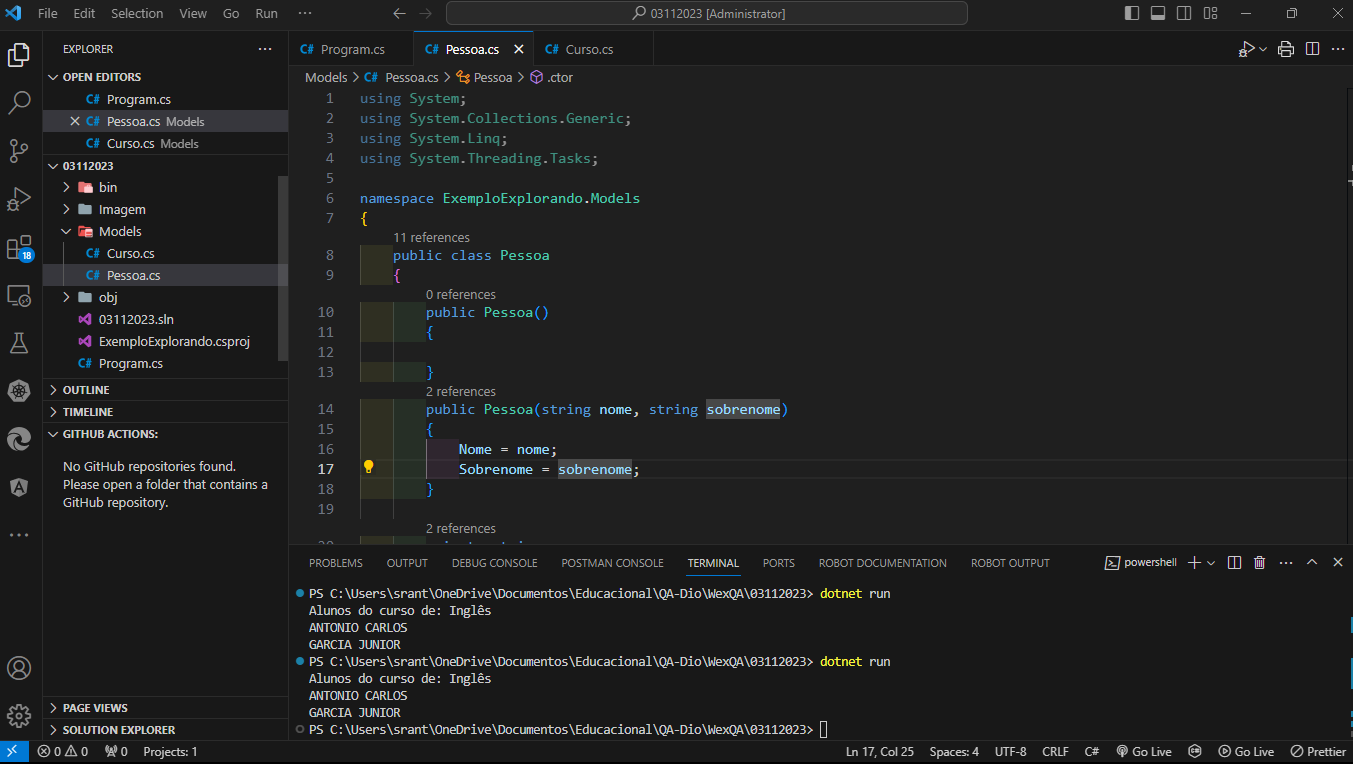 File Edit Selection View Go Run ··· 03112023 [Administrator]
EXPLORER ···
OPEN EDITORS
C# Program.cs
C# Pessoa.cs Models
C# Curso.cs Models
03112023
bin
Imagem
Models
C# Curso.cs
C# Pessoa.cs
obj
03112023.sln
ExemploExplorando.csproj
C# Program.cs
OUTLINE
TIMELINE
GITHUB ACTIONS:
No GitHub repositories found.
Please open a folder that contains a
GitHub repository.
PAGE VIEWS
SOLUTION EXPLORER
18
C# Program.cs C# Pessoa.cs C# Curso.cs
Models > C# Pessoa.cs > Pessoa > .ctor
1 using System;
2 using System.Collections.Generic;
3 using System.Linq;
4 using System.Threading.Tasks;
5
6 namespace ExemploExplorando.Models
7 {
11 references
8 public class Pessoa
9 {
0 references
10 public Pessoa()
11 {
12
13 }
2 references
14 public Pessoa(string nome, string sobrenome)
15 {
16 Nome = nome;
17 Sobrenome = sobrenome;
18 }
19
2 references
PROBLEMS OUTPUT DEBUG CONSOLE POSTMAN CONSOLE TERMINAL PORTS ROBOT DOCUMENTATION ROBOT OUTPUT powershell
PS C:\Users\srant\OneDrive\Documentos\Educacional\QA-Dio\WexQA\03112023> dotnet run
Alunos do curso de: Inglês
ANTONIO CARLOS
GARCIA JUNIOR
PS C:\Users\srant\OneDrive\Documentos\Educacional\QA-Dio\WexQA\03112023> dotnet run
Alunos do curso de: Inglês
ANTONIO CARLOS
GARCIA JUNIOR
PS C:\Users\srant\OneDrive\Documentos\Educacional\QA-Dio\WexQA\03112023>
0 0 0 Projects: 1 Ln 17, Col 25 Spaces: 4 UTF-8 CRLF C# Go Live Go Live Prettier